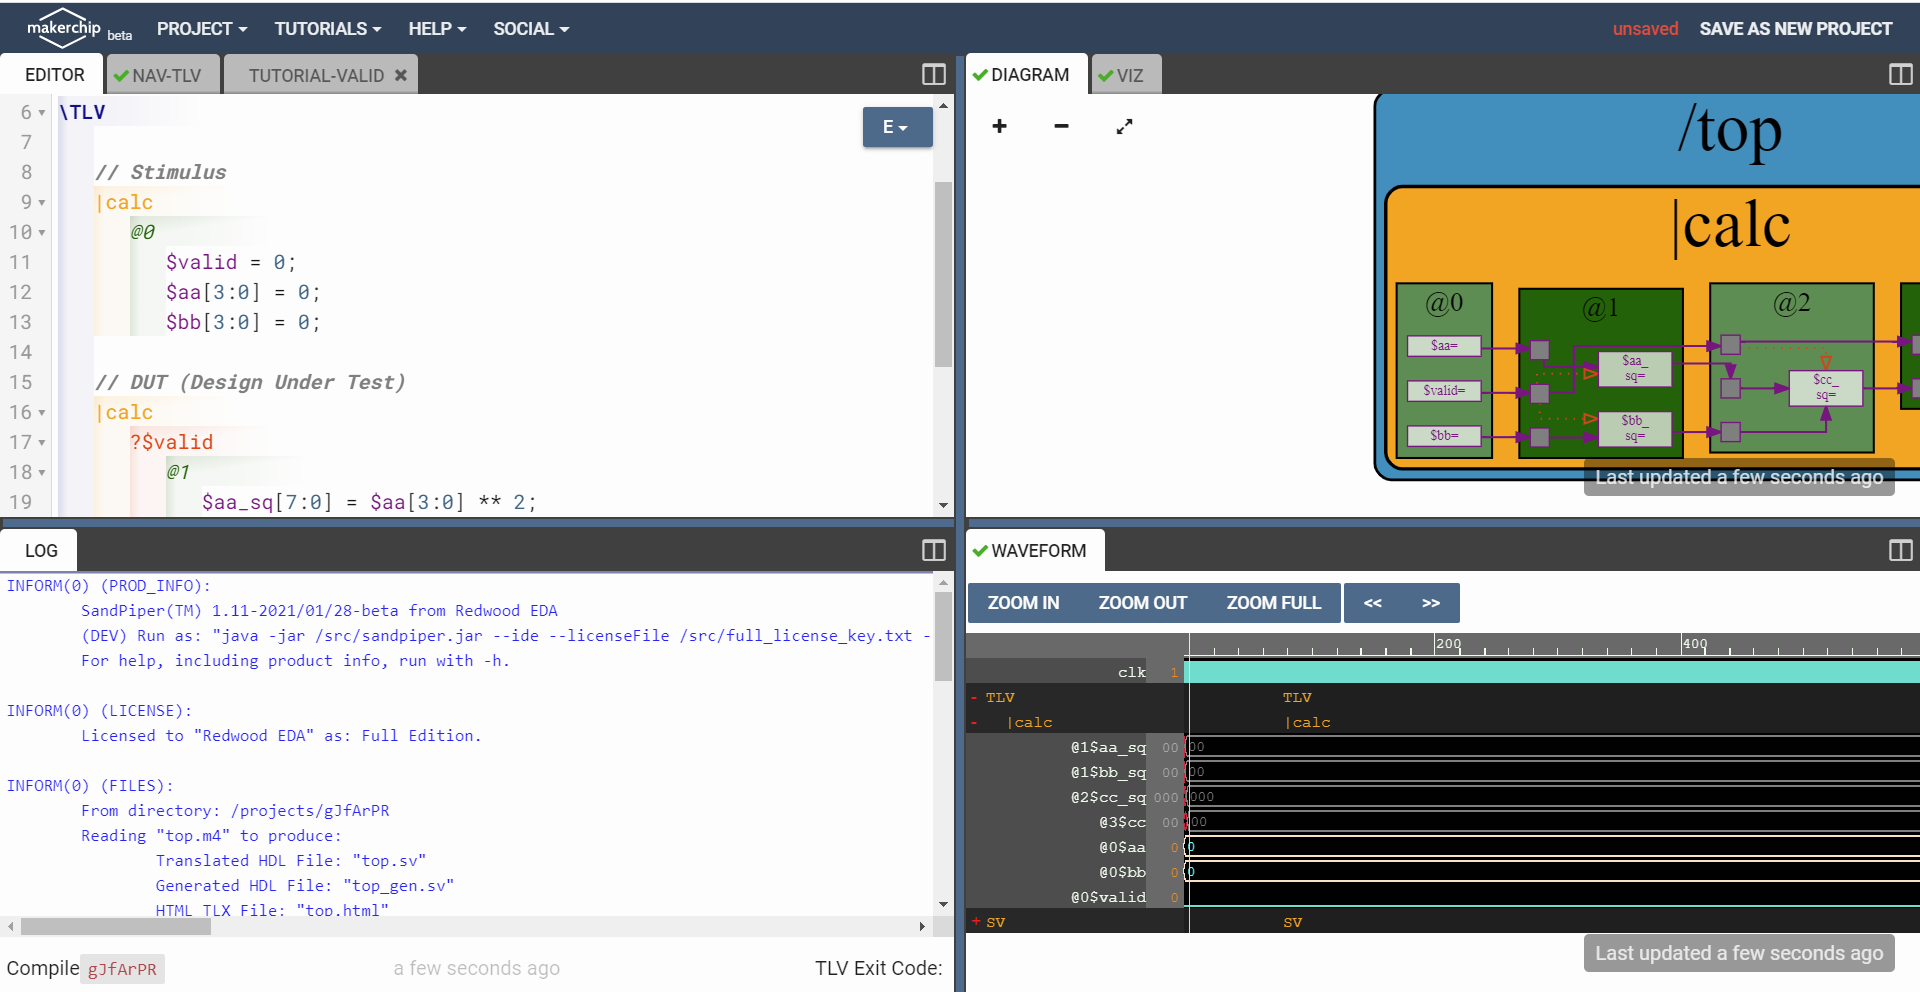 makerchip beta PROJECT TUTORIALS HELP SOCIAL unsaved SAVE AS NEW PROJECT
EDITOR NAV-TLV TUTORIAL-VALID
6 \TLV
7
8 // Stimulus
9 |calc
10 @0
11 $valid = 0;
12 $aa[3:0] = 0;
13 $bb[3:0] = 0;
14
15 // DUT (Design Under Test)
16 |calc
17 ?$valid
18 @1
19 $aa_sq[7:0] = $aa[3:0] ** 2;
E
DIAGRAM VIZ
/top
|calc
@0
$aa=
$valid=
$bb=
@1
$aa_
sq=
$bb_
sq=
@2
$cc_
sq=
Last updated a few seconds ago
LOG
INFORM(0) (PROD_INFO):
SandPiper(TM) 1.11-2021/01/28-beta from Redwood EDA
(DEV) Run as: "java -jar /src/sandpiper.jar --ide --licenseFile /src/full_license_key.txt -
For help, including product info, run with -h.
INFORM(0) (LICENSE):
Licensed to "Redwood EDA" as: Full Edition.
INFORM(0) (FILES):
From directory: /projects/gJfArPR
Reading "top.m4" to produce:
Translated HDL File: "top.sv"
Generated HDL File: "top_gen.sv"
HTML TLX File: "top.html"
Compile gJfArPR a few seconds ago TLV Exit Code:
WAVEFORM
ZOOM IN ZOOM OUT ZOOM FULL << >>
200 400
clk 1
- TLV TLV
- |calc |calc
@1$aa_sq 00 00
@1$bb_sq 00 00
@2$cc_sq 000 000
@3$cc 00 00
@0$aa 0 0
@0$bb 0 0
@0$valid 0
+ SV SV
Last updated a few seconds ago